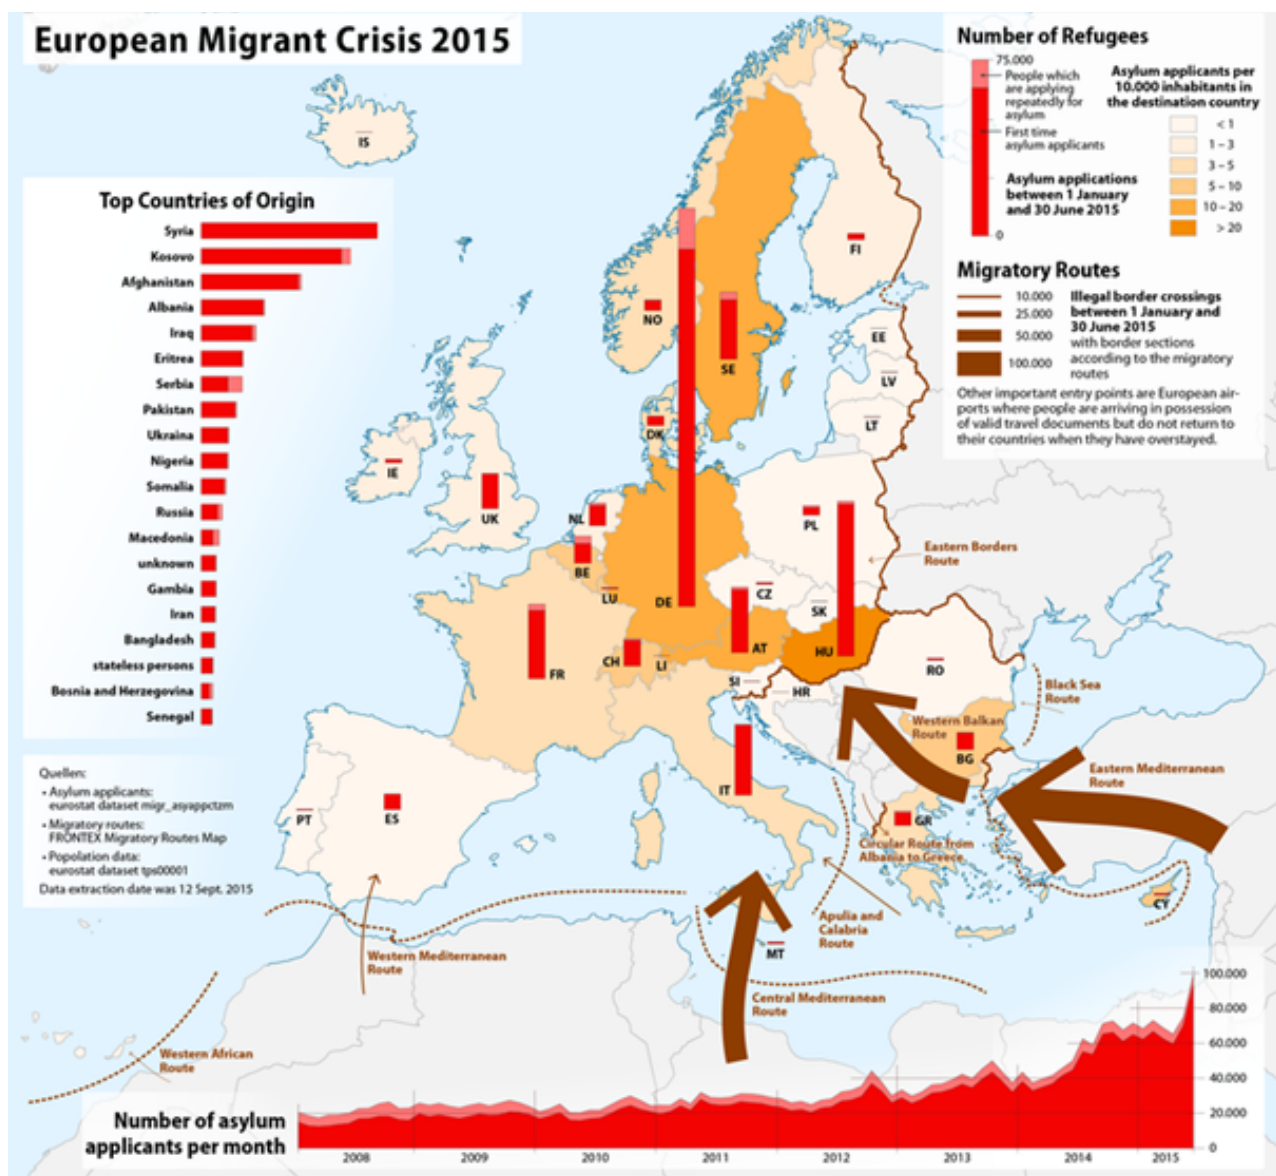 European Migrant Crisis 2015
Number of Refugees
75.000
People which
are applying
repeatedly for
asylum
First time
asylum applicants
Asylum applications
between 1 January
and 30 June 2015
0
Asylum applicants per
10.000 inhabitants in
the destination country
< 1
1 – 3
3 – 5
5 – 10
10 – 20
> 20
Migratory Routes
10.000
25.000
50.000
100.000
Illegal border crossings
between 1 January and
30 June 2015
with border sections
according to the migratory
routes
Other important entry points are European air-
ports where people are arriving in possession
of valid travel documents but do not return to
their countries when they have overstayed.
Top Countries of Origin
Syria
Kosovo
Afghanistan
Albania
Iraq
Eritrea
Serbia
Pakistan
Ukraina
Nigeria
Somalia
Russia
Macedonia
unknown
Gambia
Iran
Bangladesh
stateless persons
Bosnia and Herzegovina
Senegal
Quellen:
• Asylum applicants:
eurostat dataset migr_asyappctzm
• Migratory routes:
FRONTEX Migratory Routes Map
• Popolation data:
eurostat dataset tps00001
Data extraction date was 12 Sept. 2015
IS
FI
NO
SE
EE
LV
LT
DK
IE
UK
NL
BE
LU
DE
PL
CZ
SK
FR
CH
LI
AT
HU
SI
HR
RO
BG
IT
PT
ES
GR
CY
MT
Eastern Borders
Route
Black Sea
Route
Western Balkan
Route
Eastern Mediterranean
Route
Circular Route from
Albania to Greece
Apulia and
Calabria
Route
Western Mediterranean
Route
Central Mediterranean
Route
Western African
Route
Number of asylum
applicants per month
100.000
80.000
60.000
40.000
20.000
0
2008
2009
2010
2011
2012
2013
2014
2015